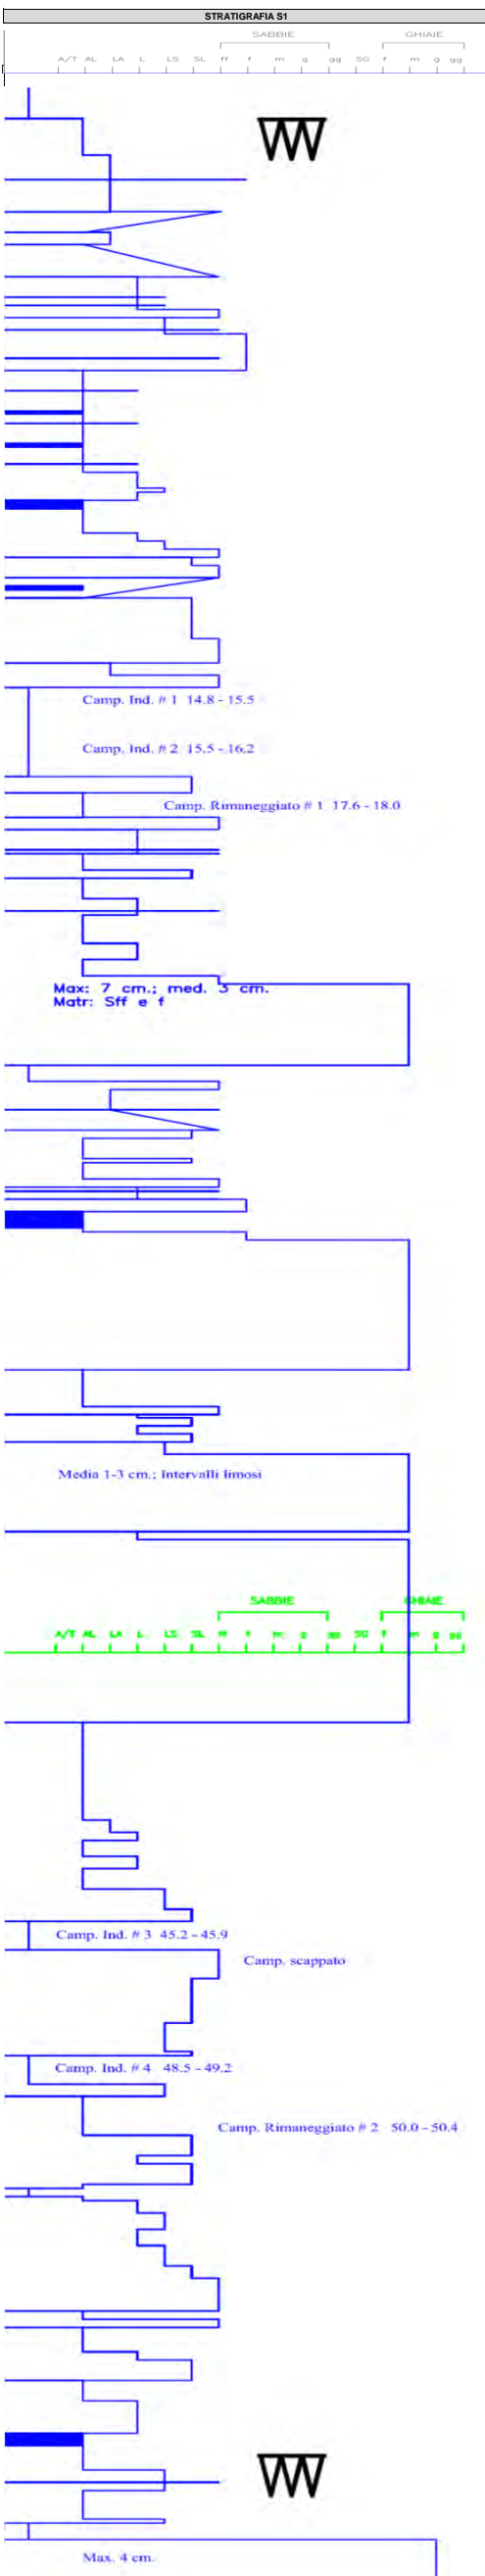 STRATIGRAFIA S1
SABBIE GHIAIE
A/T AL LA L LS SL ff f m g gg SG f m g gg
Camp. Ind. # 1 14.8 - 15.5
Camp. Ind. # 2 15.5 - 16.2
Camp. Rimaneggiato # 1 17.6 - 18.0
Max: 7 cm.; med. 3 cm.
Matr: Sff e f
Media 1-3 cm.; Intervalli limosi
SABBIE GHIAIE
A/T AL LA L LS SL ff f m g gg SG f m g gg
Camp. Ind. # 3 45.2 - 45.9
Camp. scappato
Camp. Ind. # 4 48.5 - 49.2
Camp. Rimaneggiato # 2 50.0 - 50.4
Max. 4 cm.